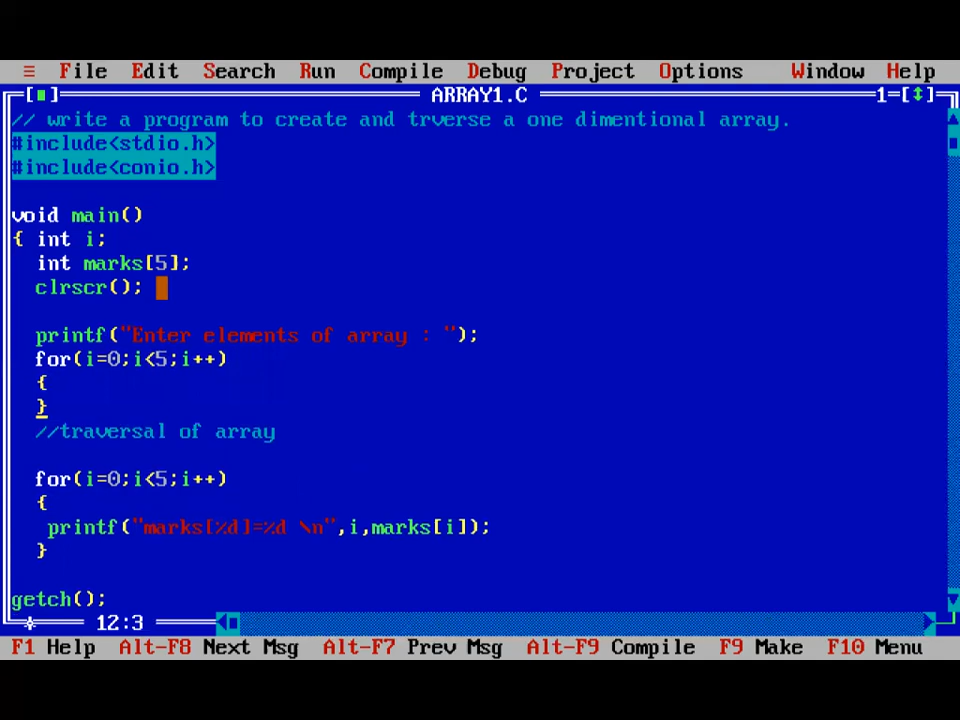 ≡ File Edit Search Run Compile Debug Project Options Window Help
[■] ARRAY1.C 1=[↕]
// write a program to create and trverse a one dimentional array.
#include<stdio.h>
#include<conio.h>
void main()
{ int i;
int marks[5];
clrscr();
printf("Enter elements of array : ");
for(i=0;i<5;i++)
{
}
//traversal of array
for(i=0;i<5;i++)
{
printf("marks[%d]=%d \n",i,marks[i]);
}
getch();
12:3
F1 Help Alt-F8 Next Msg Alt-F7 Prev Msg Alt-F9 Compile F9 Make F10 Menu